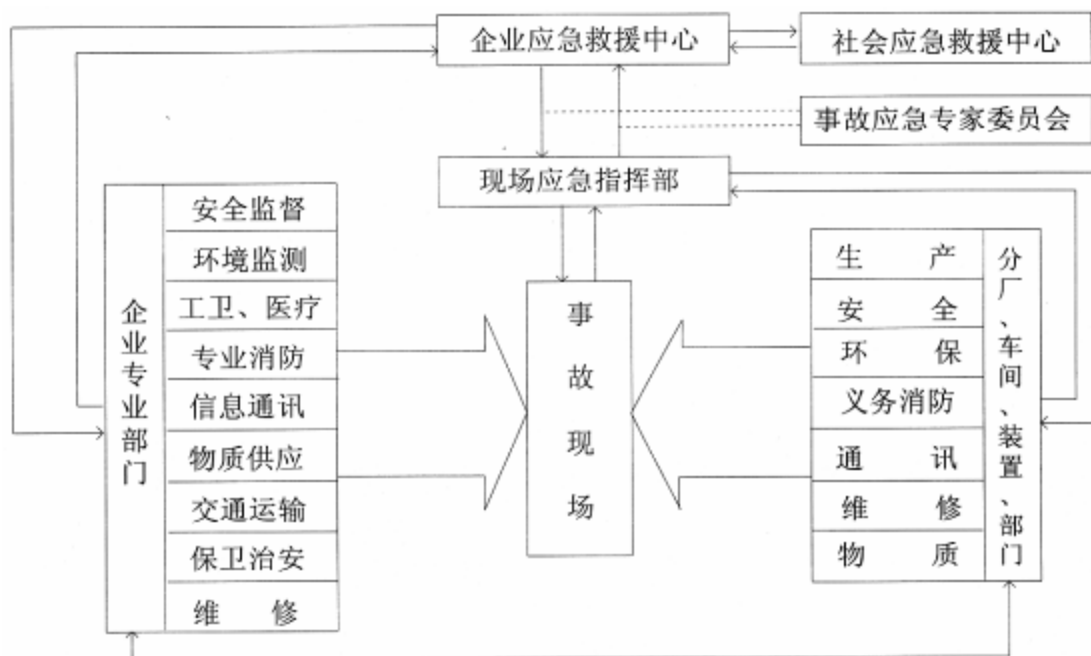 企业应急救援中心
社会应急救援中心
事故应急专家委员会
现场应急指挥部
企业专业部门
安全监督
环境监测
工卫、医疗
专业消防
信息通讯
物质供应
交通运输
保卫治安
维 修
事故现场
生 产
安 全
环 保
义务消防
通 讯
维 修
物 质
分厂、车间、装置、部门